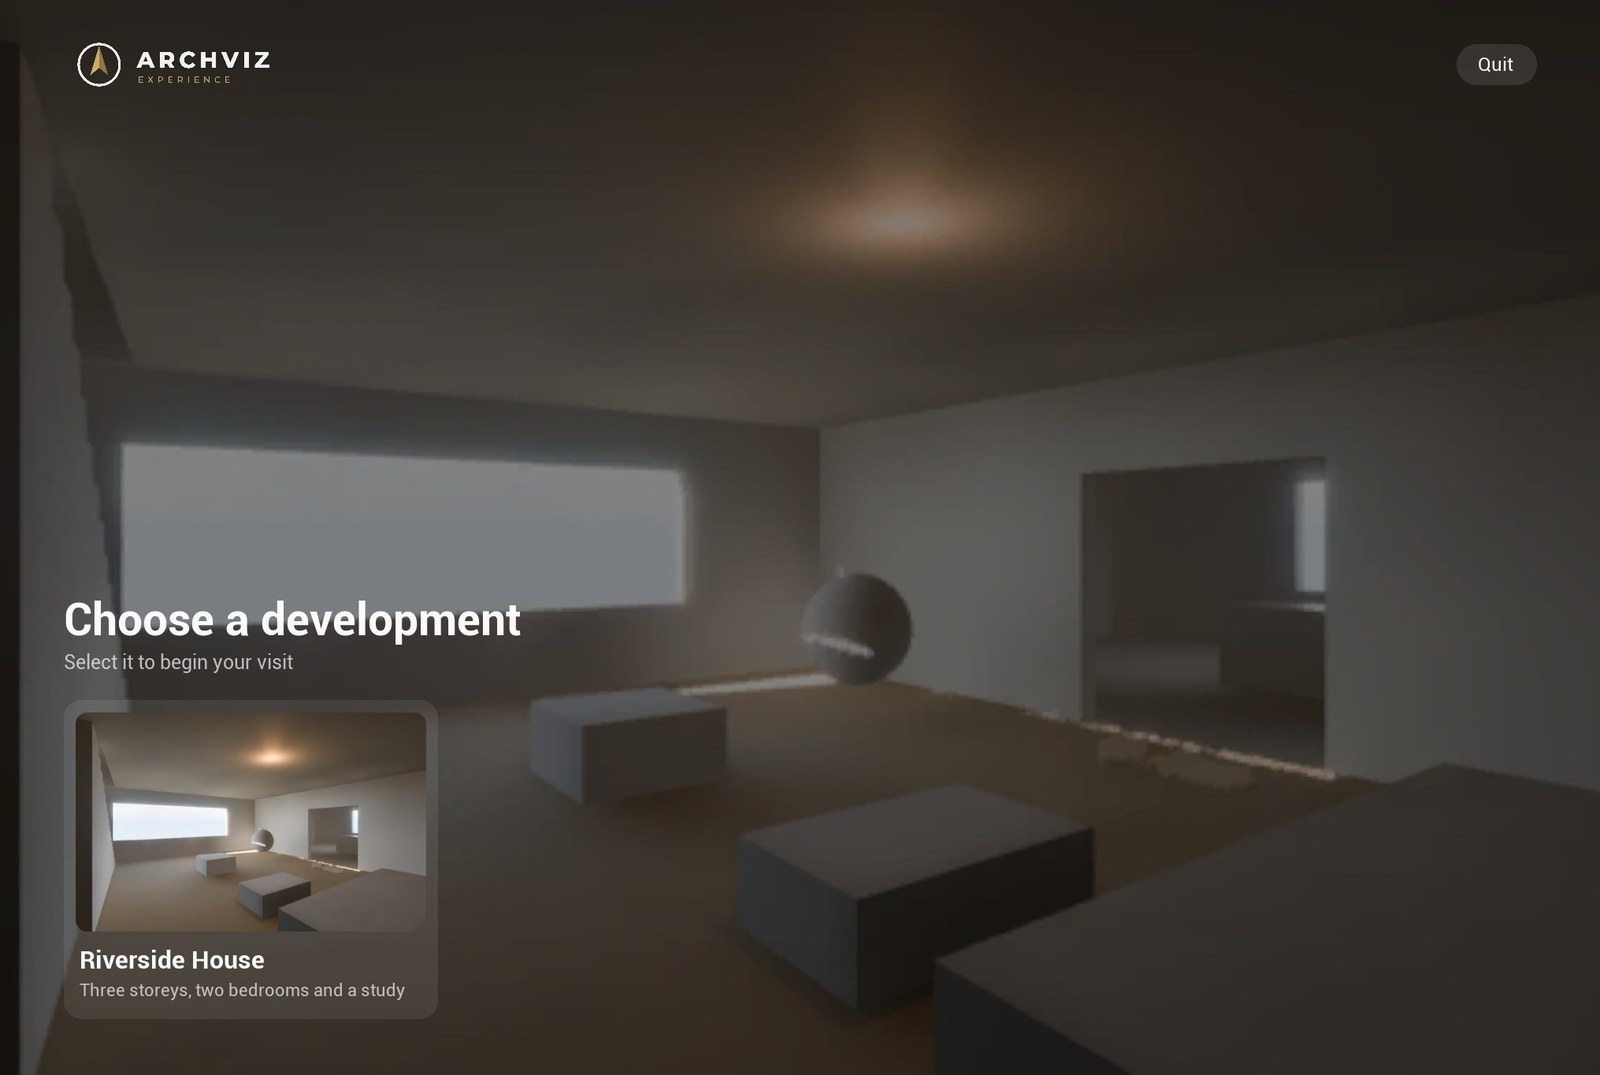 ARCHVIZ
EXPERIENCE
Quit
Choose a development
Select it to begin your visit
Riverside House
Three storeys, two bedrooms and a study